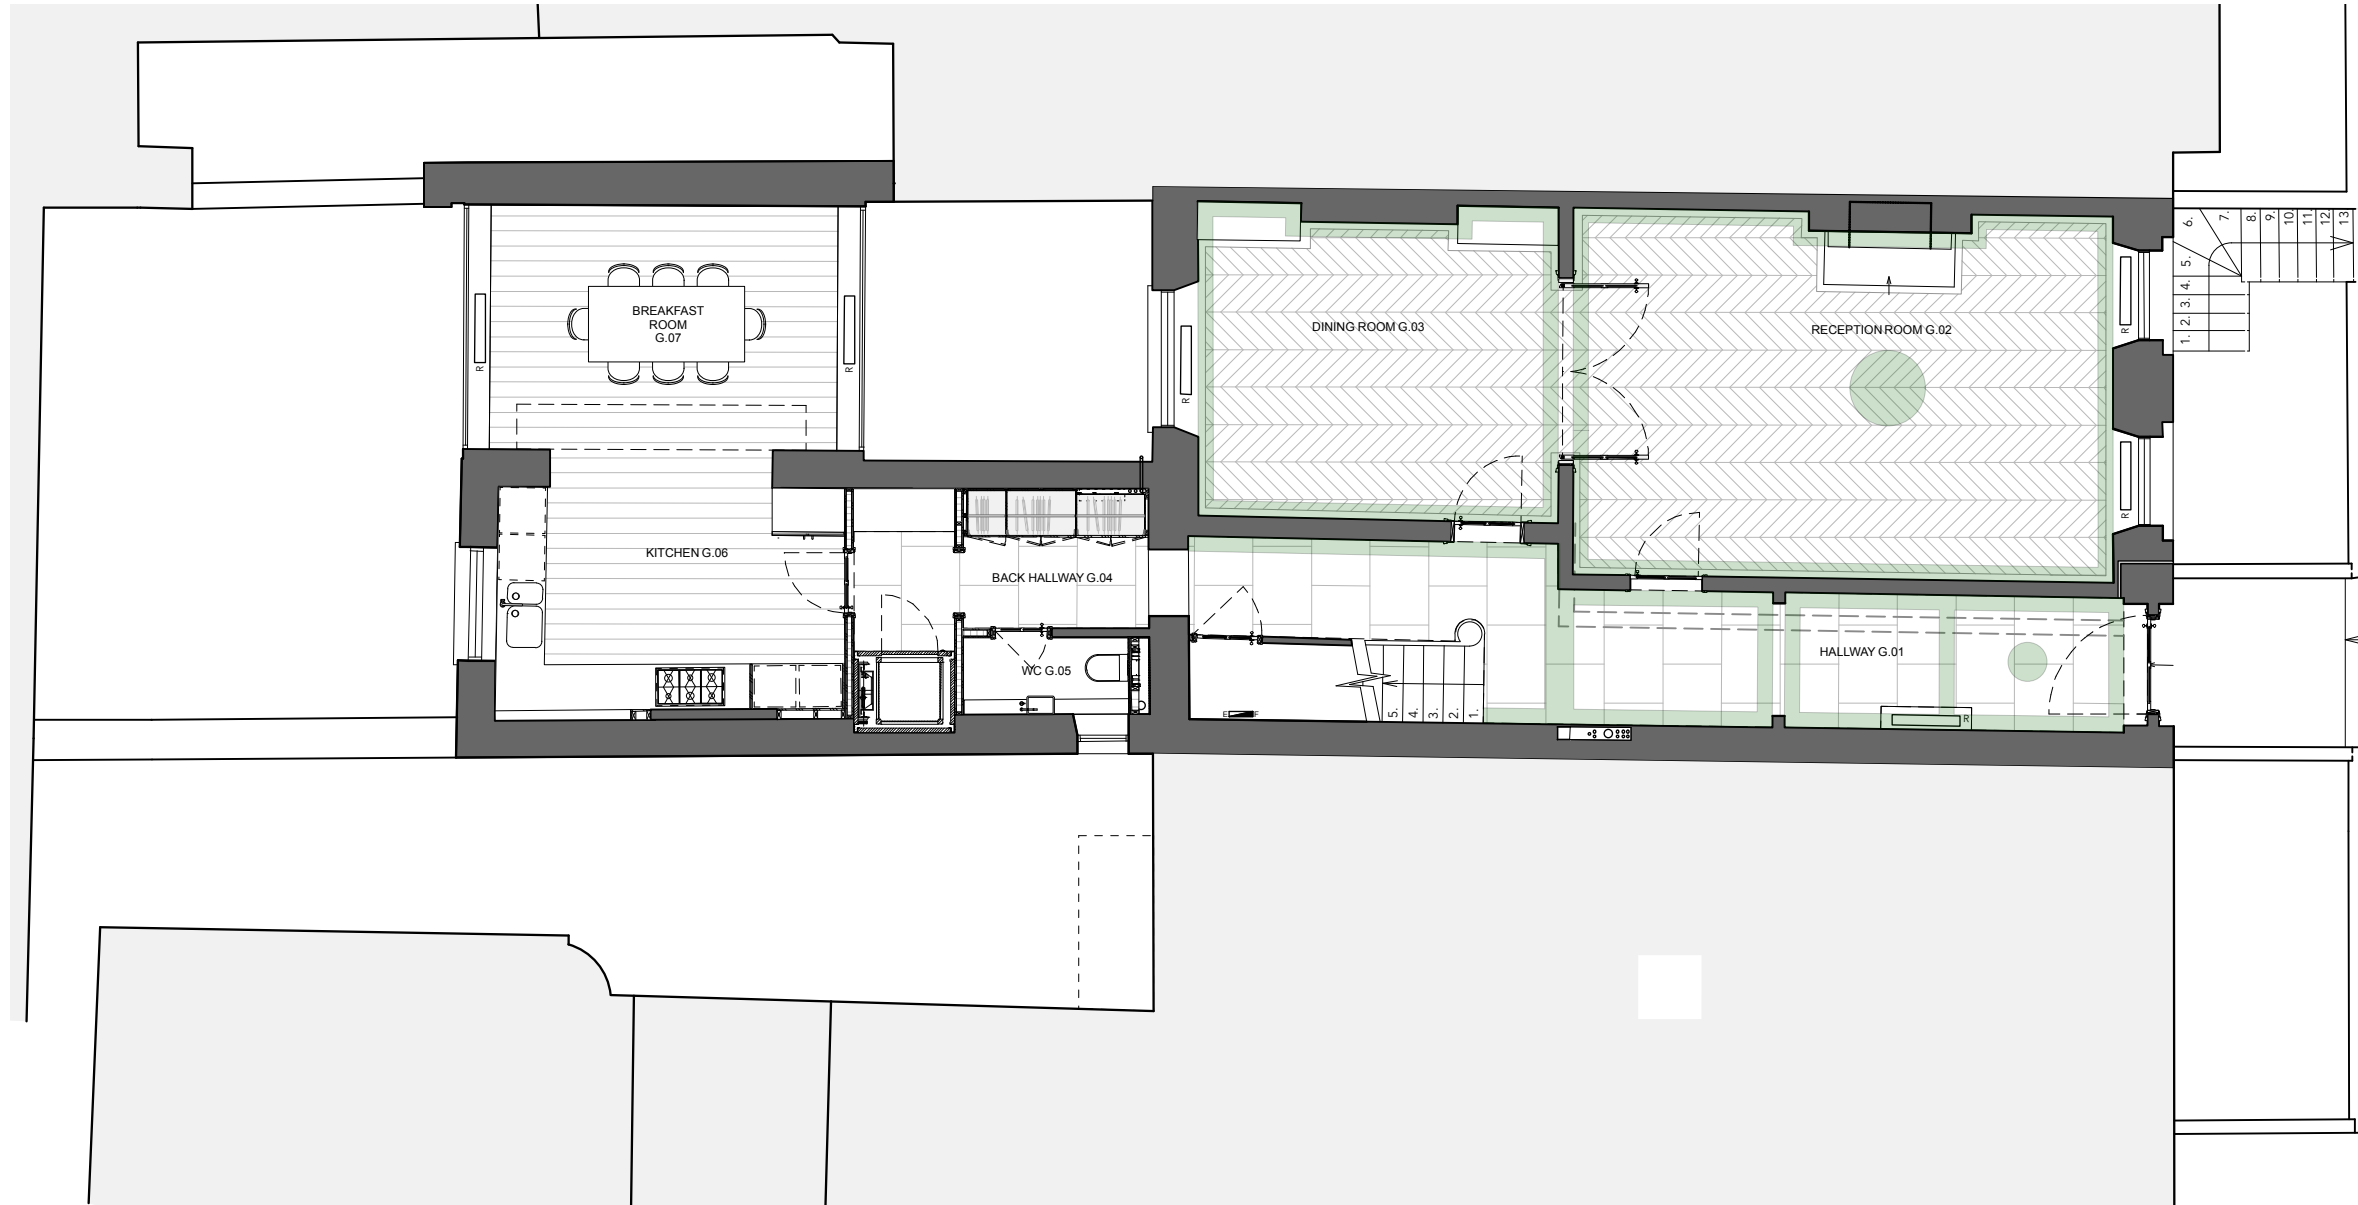 BREAKFAST
ROOM
G.07
DINING ROOM G.03
RECEPTION ROOM G.02
KITCHEN G.06
BACK HALLWAY G.04
WC G.05
HALLWAY G.01
R
R
R
R
R
R
E
F
5.
4.
3.
2.
1.
1.
2.
3.
4.
5.
6.
7.
8.
9.
10.
11.
12.
13.